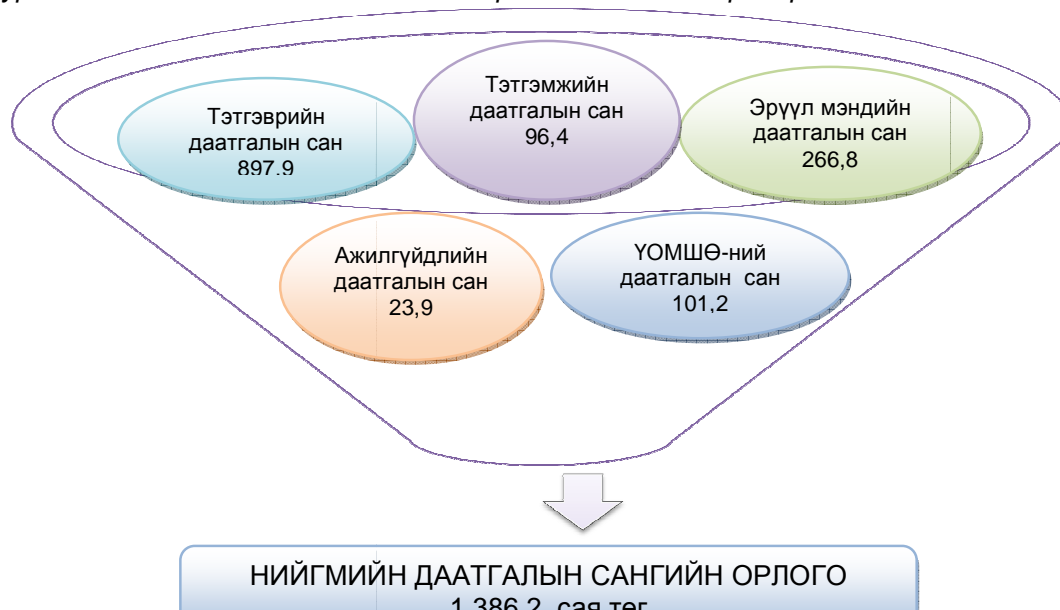 Тэтгэврийн
даатгалын сан
897,9
Тэтгэмжийн
даатгалын сан
96,4
Эрүүл мэндийн
даатгалын сан
266,8
Ажилгүйдлийн
даатгалын сан
23,9
ҮОМШӨ-ний
даатгалын сан
101,2
НИЙГМИЙН ДААТГАЛЫН САНГИЙН ОРЛОГО
1 386,2 сая төг